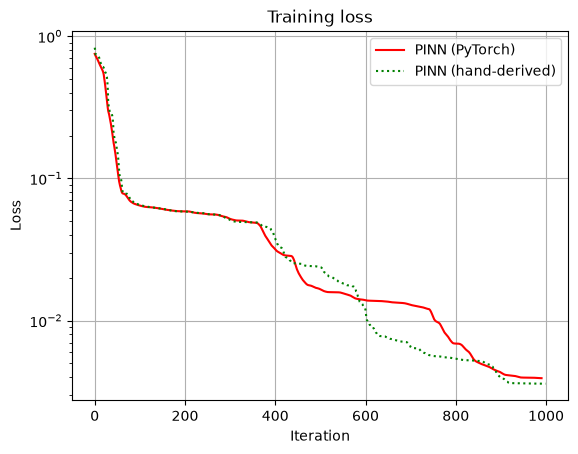 Training loss
PINN (PyTorch)
PINN (hand-derived)
10⁰
10⁻¹
10⁻²
Loss
0 200 400 600 800 1000
Iteration